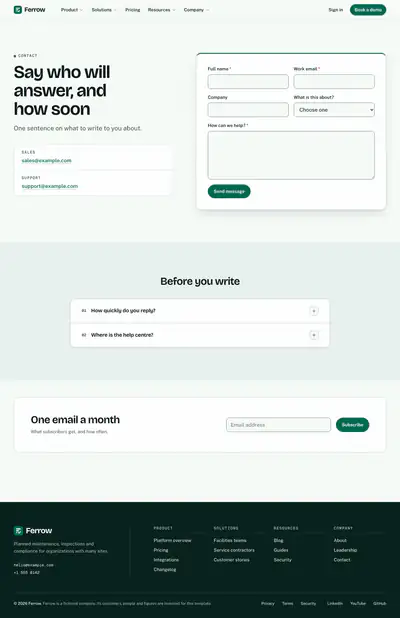 Ferrow
Product
Solutions
Pricing
Resources
Company
Sign in
Book a demo
CONTACT
Say who will
answer, and
how soon
One sentence on what to write to you about.
SALES
sales@example.com
SUPPORT
support@example.com
Full name *
Work email *
Company
What is this about?
Choose one
How can we help? *
Send message
Before you write
01 How quickly do you reply?
02 Where is the help centre?
One email a month
What subscribers get, and how often.
Email address
Subscribe
Ferrow
Planned maintenance, inspections and
compliance for organizations with many sites.
hello@example.com
+1 555 0142
PRODUCT
Platform overview
Pricing
Integrations
Changelog
SOLUTIONS
Facilities teams
Service contractors
Customer stories
RESOURCES
Blog
Guides
Security
COMPANY
About
Leadership
Contact
© 2026 Ferrow. Ferrow is a fictional company; its customers, people and figures are invented for this template.
Privacy
Terms
Security
LinkedIn
YouTube
GitHub